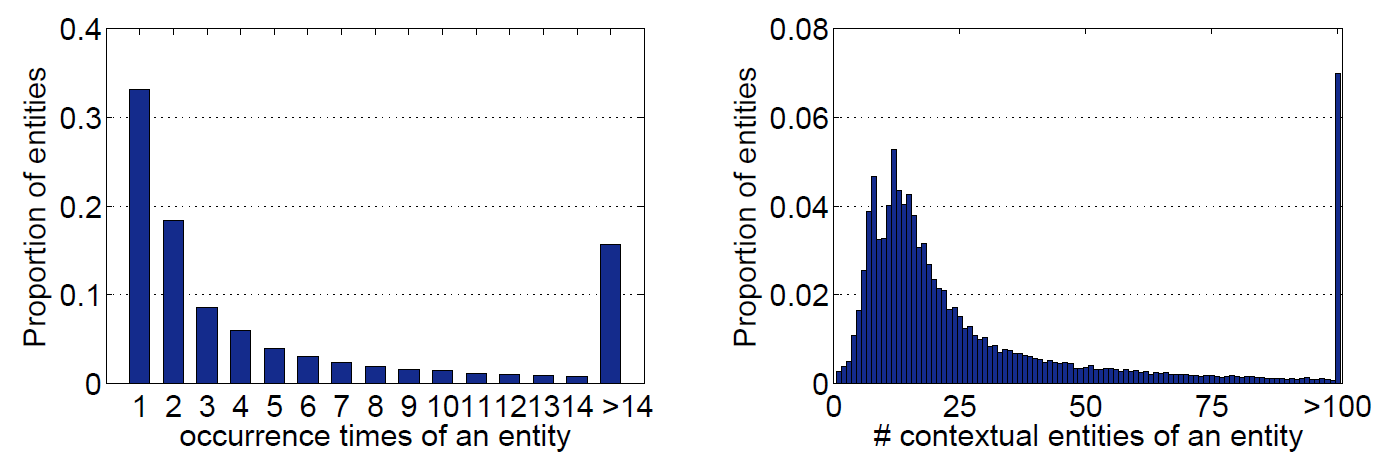 0.4
0.3
0.2
0.1
0
Proportion of entities
1 2 3 4 5 6 7 8 9 10 11 12 13 14 >14
occurrence times of an entity
0.08
0.06
0.04
0.02
0
Proportion of entities
0 25 50 75 >100
# contextual entities of an entity